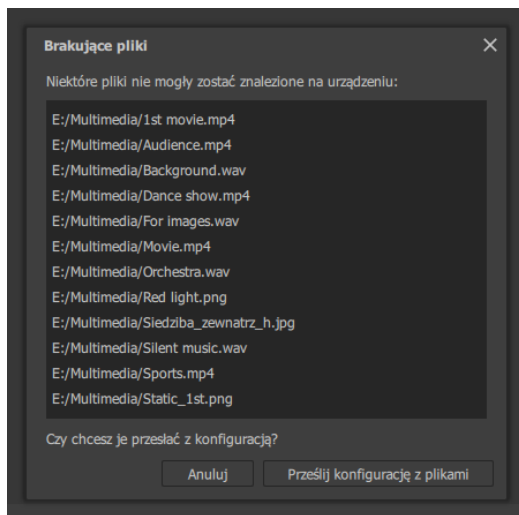 Brakujące pliki
Niektóre pliki nie mogły zostać znalezione na urządzeniu:
E:/Multimedia/1st movie.mp4
E:/Multimedia/Audience.mp4
E:/Multimedia/Background.wav
E:/Multimedia/Dance show.mp4
E:/Multimedia/For images.wav
E:/Multimedia/Movie.mp4
E:/Multimedia/Orchestra.wav
E:/Multimedia/Red light.png
E:/Multimedia/Siedziba_zewnatrz_h.jpg
E:/Multimedia/Silent music.wav
E:/Multimedia/Sports.mp4
E:/Multimedia/Static_1st.png
Czy chcesz je przesłać z konfiguracją?
Anuluj Prześlij konfigurację z plikami